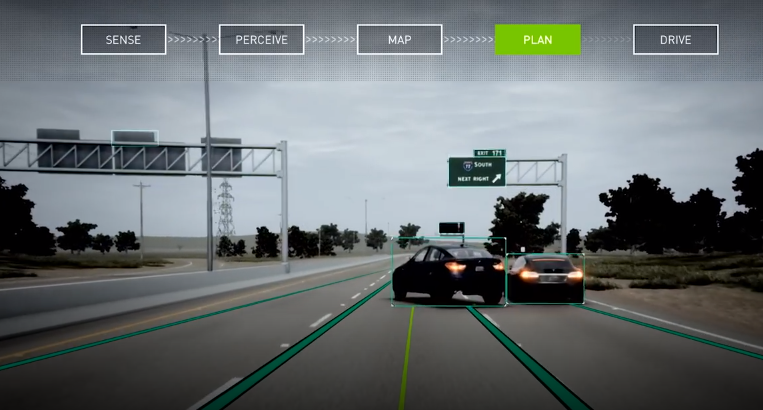 SENSE
PERCEIVE
MAP
PLAN
DRIVE
EXIT 171
SOUTH
NEXT RIGHT